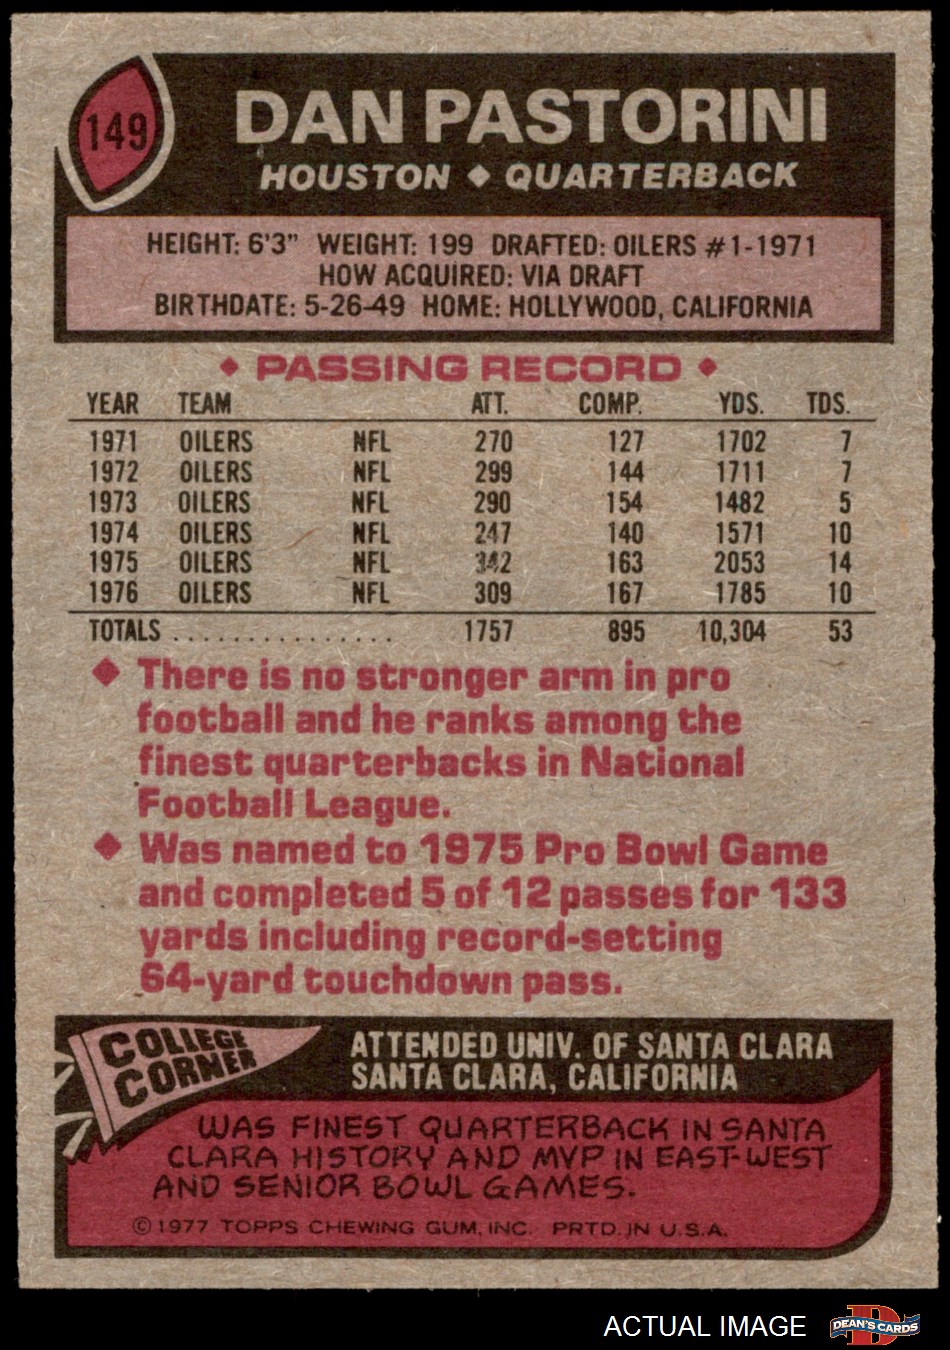 149
DAN PASTORINI
HOUSTON ◆ QUARTERBACK
HEIGHT: 6'3" WEIGHT: 199 DRAFTED: OILERS #1-1971
HOW ACQUIRED: VIA DRAFT
BIRTHDATE: 5-26-49 HOME: HOLLYWOOD, CALIFORNIA
◆ PASSING RECORD ◆
YEAR TEAM ATT. COMP. YDS. TDS.
1971 OILERS NFL 270 127 1702 7
1972 OILERS NFL 299 144 1711 7
1973 OILERS NFL 290 154 1482 5
1974 OILERS NFL 247 140 1571 10
1975 OILERS NFL 342 163 2053 14
1976 OILERS NFL 309 167 1785 10
TOTALS . . . . . . . . . . . . . . . 1757 895 10,304 53
◆ There is no stronger arm in pro
football and he ranks among the
finest quarterbacks in National
Football League.
◆ Was named to 1975 Pro Bowl Game
and completed 5 of 12 passes for 133
yards including record-setting
64-yard touchdown pass.
COLLEGE
CORNER
ATTENDED UNIV. OF SANTA CLARA
SANTA CLARA, CALIFORNIA
WAS FINEST QUARTERBACK IN SANTA
CLARA HISTORY AND MVP IN EAST-WEST
AND SENIOR BOWL GAMES.
© 1977 TOPPS CHEWING GUM, INC. PRTD. IN U.S.A.
ACTUAL IMAGE
D
DEAN'S CARDS